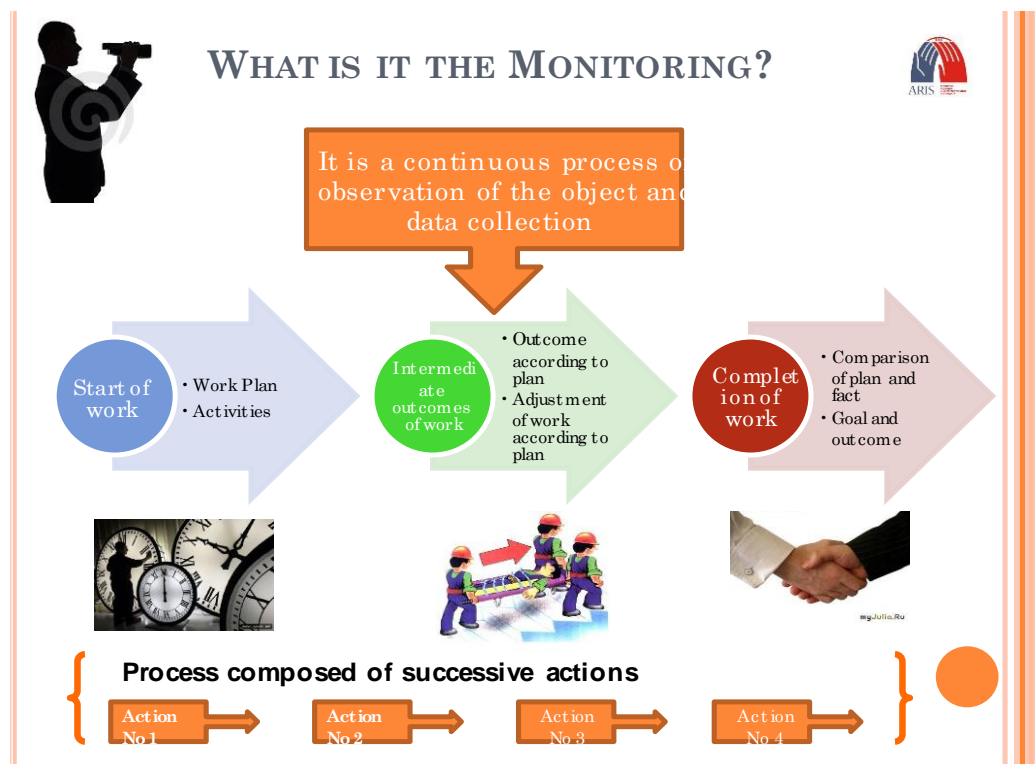 WHAT IS IT THE MONITORING?
ARIS
It is a continuous process o
observation of the object and
data collection
Start of
work
• Work Plan
• Activities
Intermedi
ate
outcomes
of work
• Outcome
according to
plan
• Adjustment
of work
according to
plan
Complet
ion of
work
• Comparison
of plan and
fact
• Goal and
outcome
myJulia.Ru
Process composed of successive actions
Action
No 1
Action
No 2
Action
No 3
Action
No 4